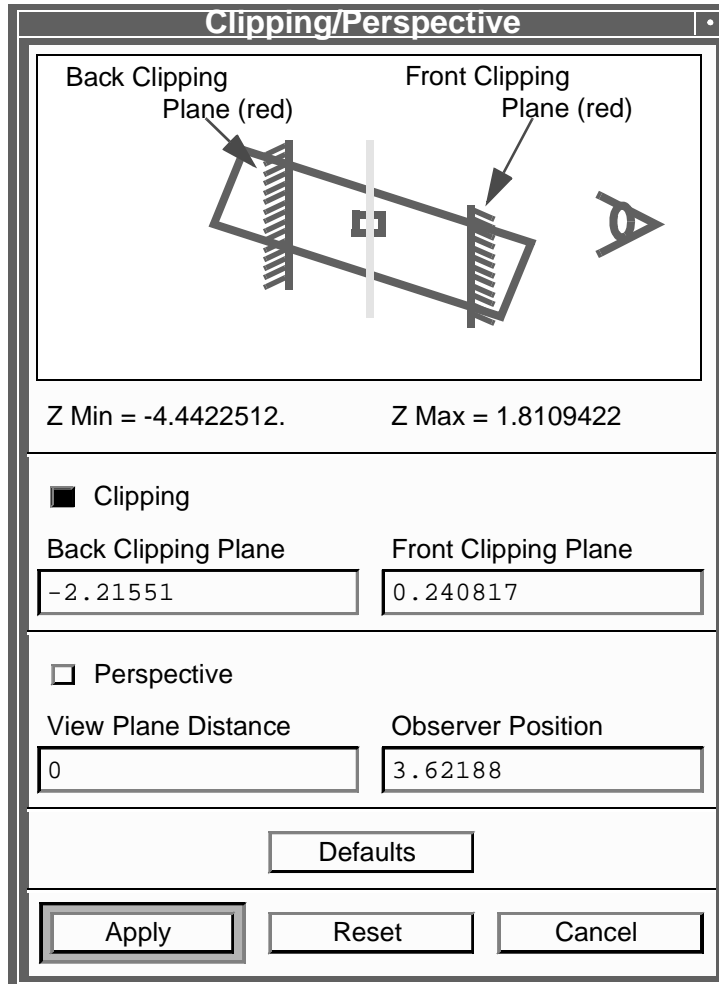 Clipping/Perspective
Back Clipping
Plane (red)
Front Clipping
Plane (red)
Z Min = -4.4422512.
Z Max = 1.8109422
Clipping
Back Clipping Plane
Front Clipping Plane
-2.21551
0.240817
Perspective
View Plane Distance
Observer Position
0
3.62188
Defaults
Apply
Reset
Cancel